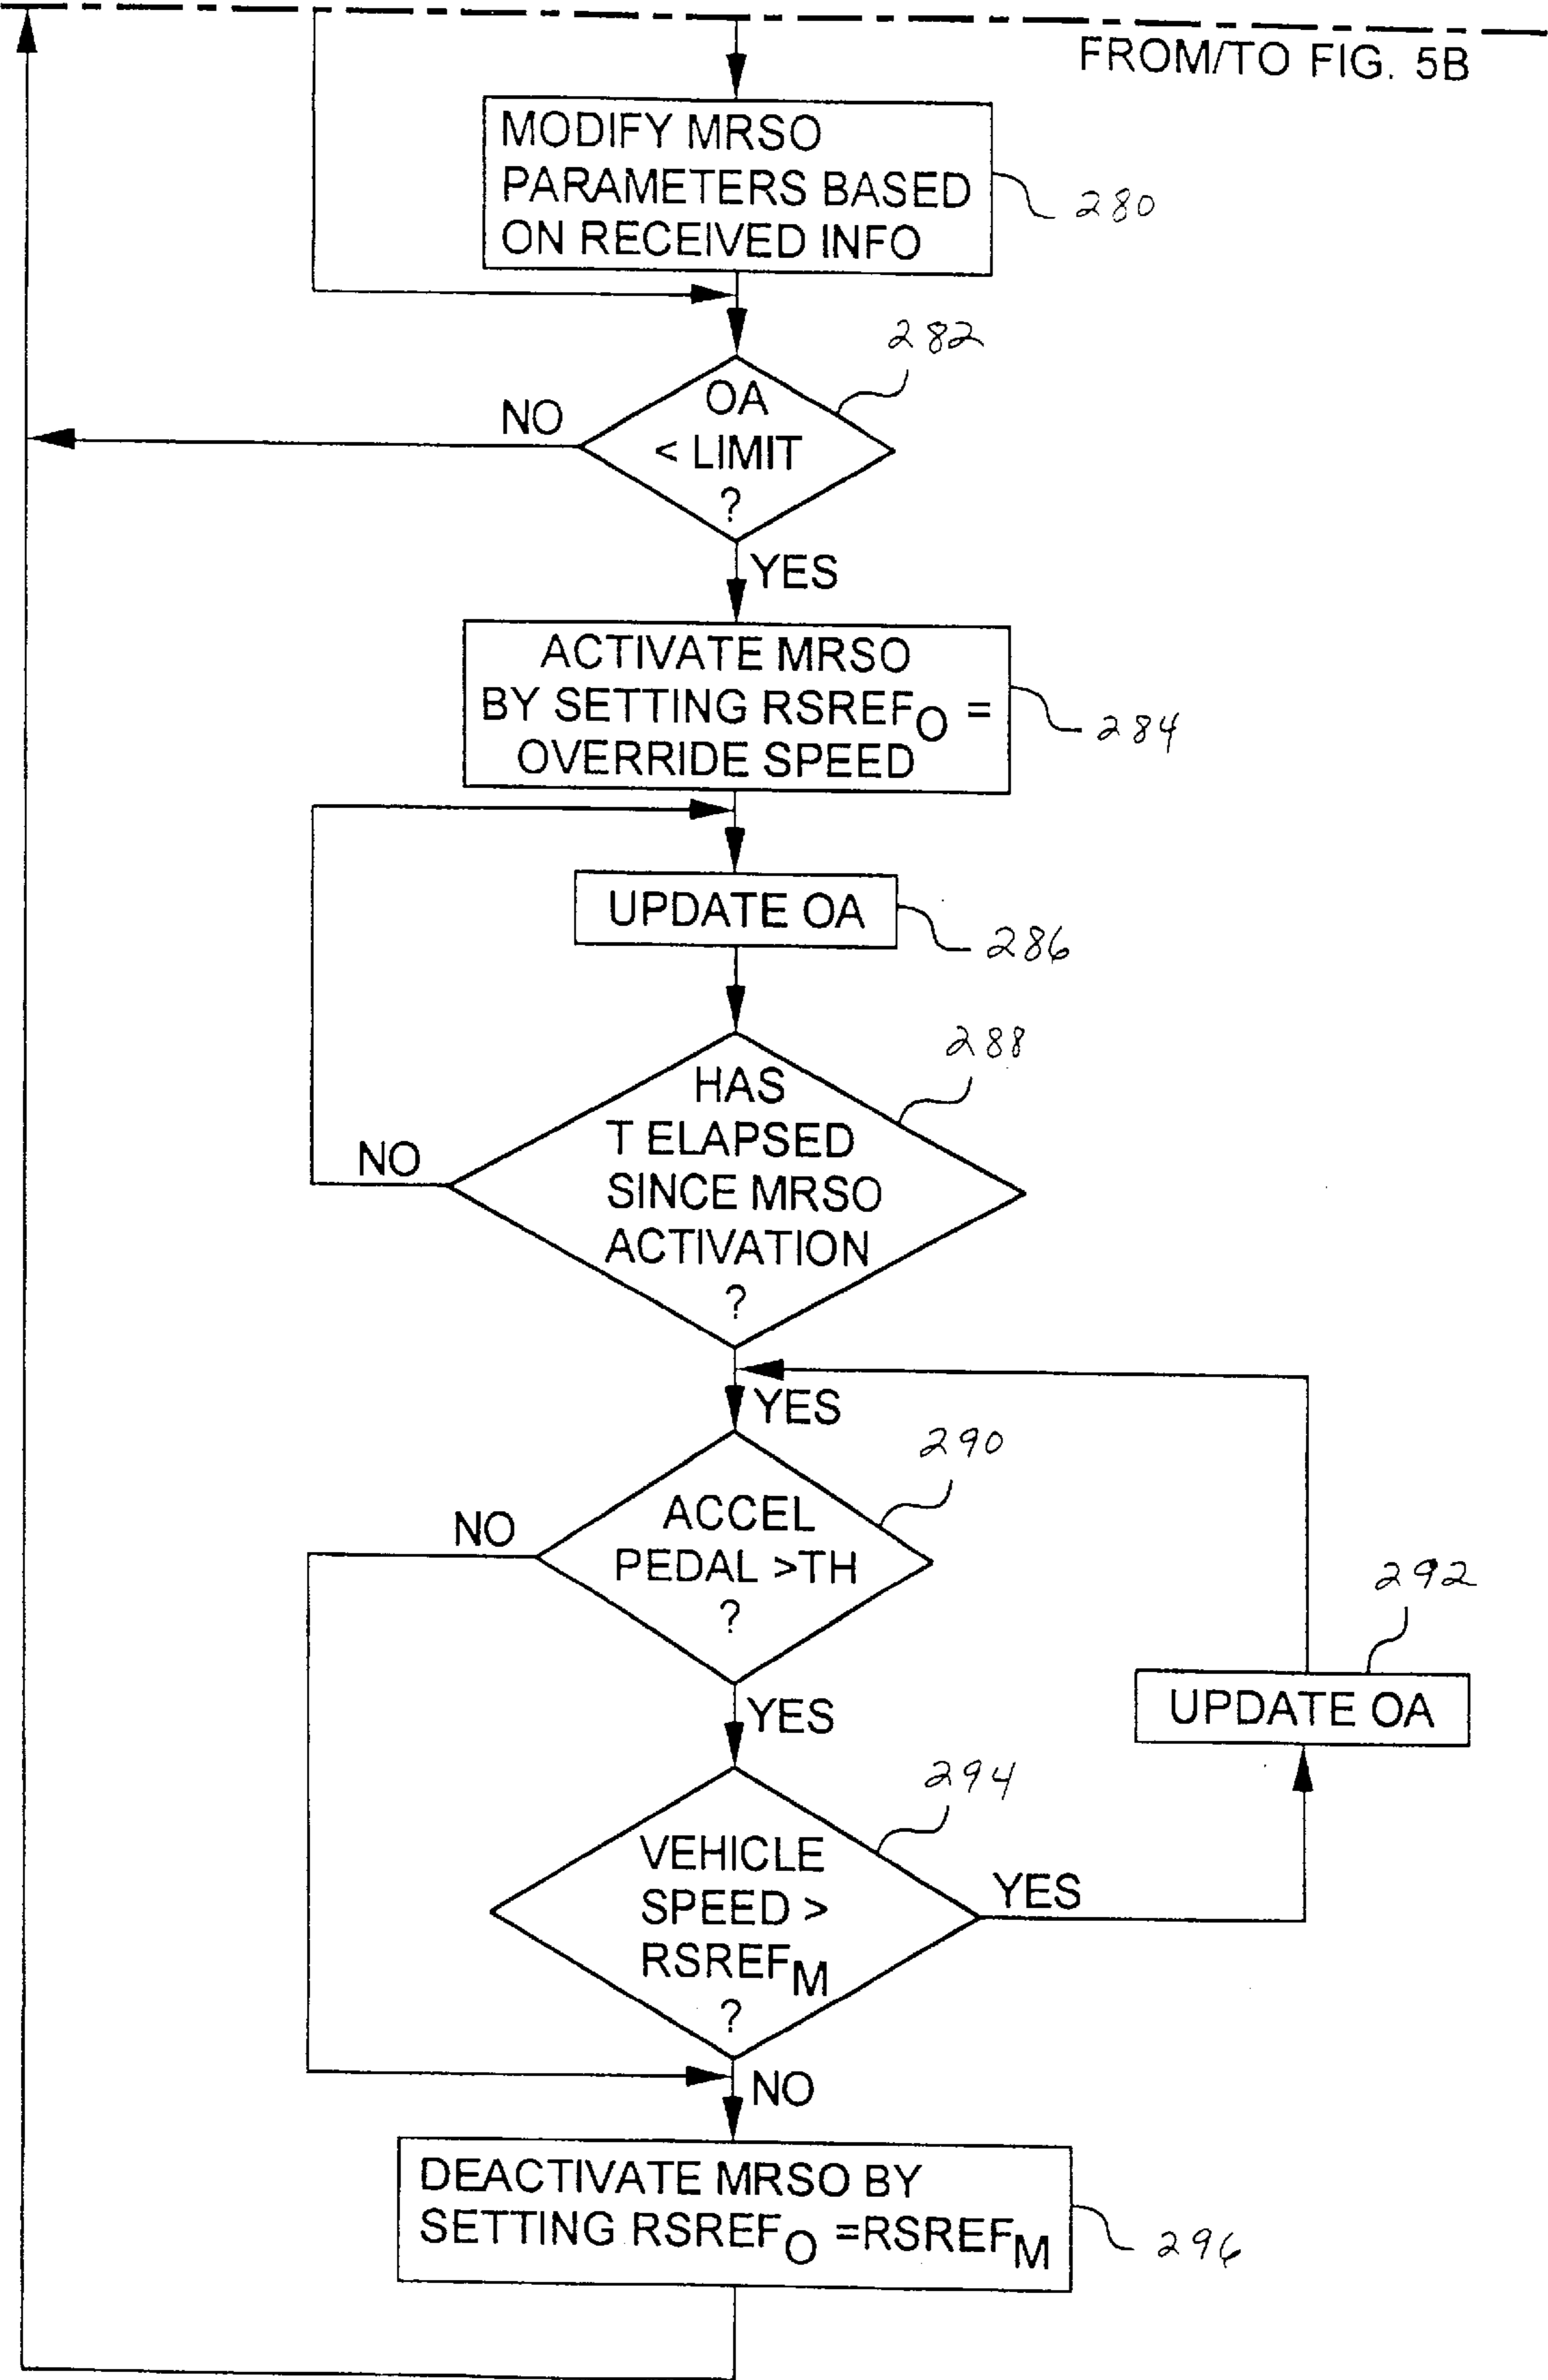 FROM/TO FIG. 5B
MODIFY MRSO
PARAMETERS BASED
ON RECEIVED INFO
280
282
OA
< LIMIT
?
NO
YES
ACTIVATE MRSO
BY SETTING RSREFO =
OVERRIDE SPEED
284
UPDATE OA
286
288
HAS
T ELAPSED
SINCE MRSO
ACTIVATION
?
NO
YES
290
ACCEL
PEDAL >TH
?
NO
YES
292
UPDATE OA
294
VEHICLE
SPEED >
RSREFM
?
YES
NO
DEACTIVATE MRSO BY
SETTING RSREFO =RSREFM
296